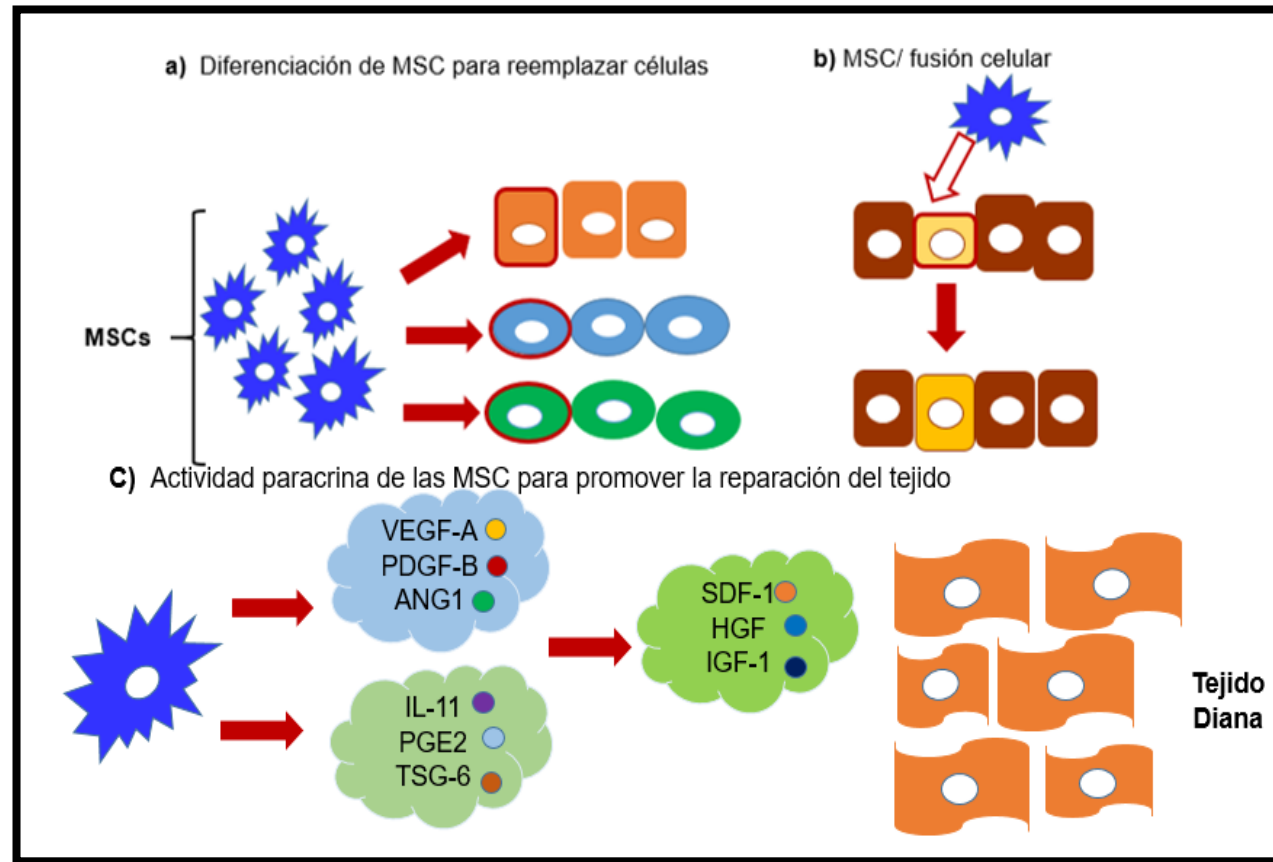 a) Diferenciación de MSC para reemplazar células
b) MSC/ fusión celular
MSCs
C) Actividad paracrina de las MSC para promover la reparación del tejido
VEGF-A
PDGF-B
ANG1
IL-11
PGE2
TSG-6
SDF-1
HGF
IGF-1
Tejido
Diana